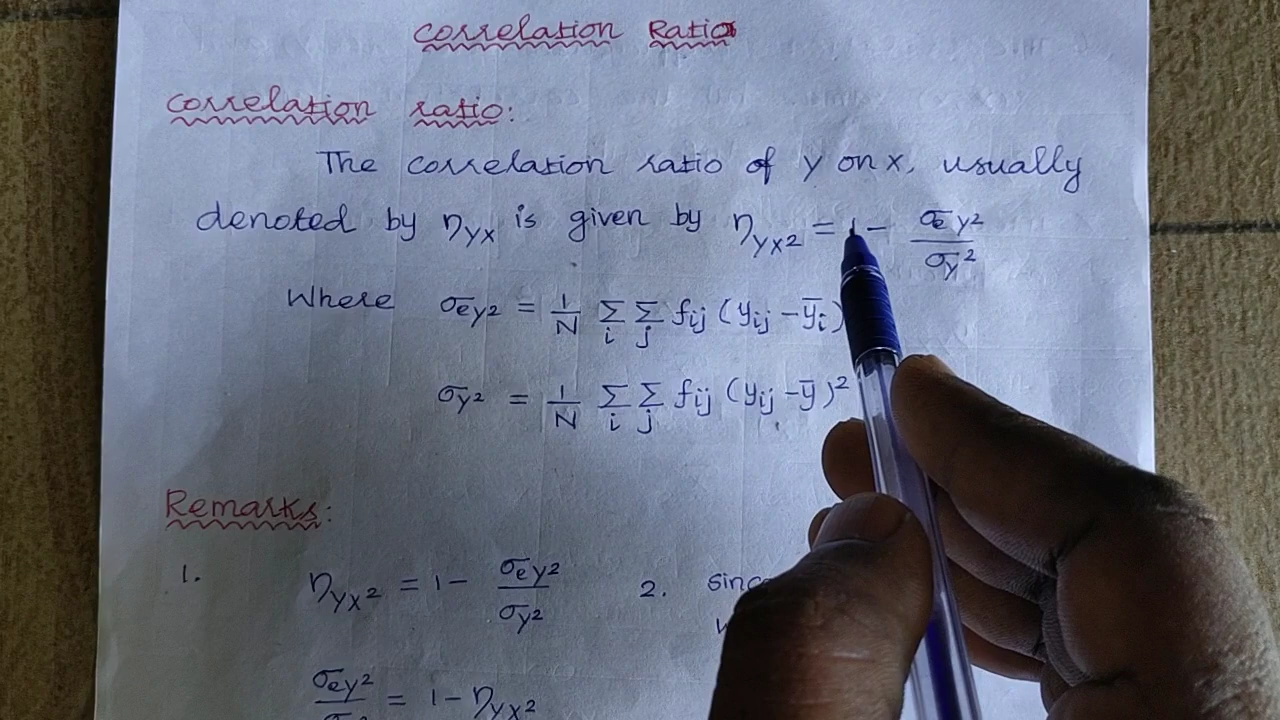 Correlation Ratio
Correlation ratio:
The correlation ratio of y on x, usually
denoted by ηyx is given by ηyx² = 1 - σey² / σy²
Where σey² = 1/N Σi Σj fij (yij - ȳi)
σy² = 1/N Σi Σj fij (yij - ȳ)²
Remarks:
1. ηyx² = 1 - σey² / σy²
2.
σey² / = 1 - ηyx²